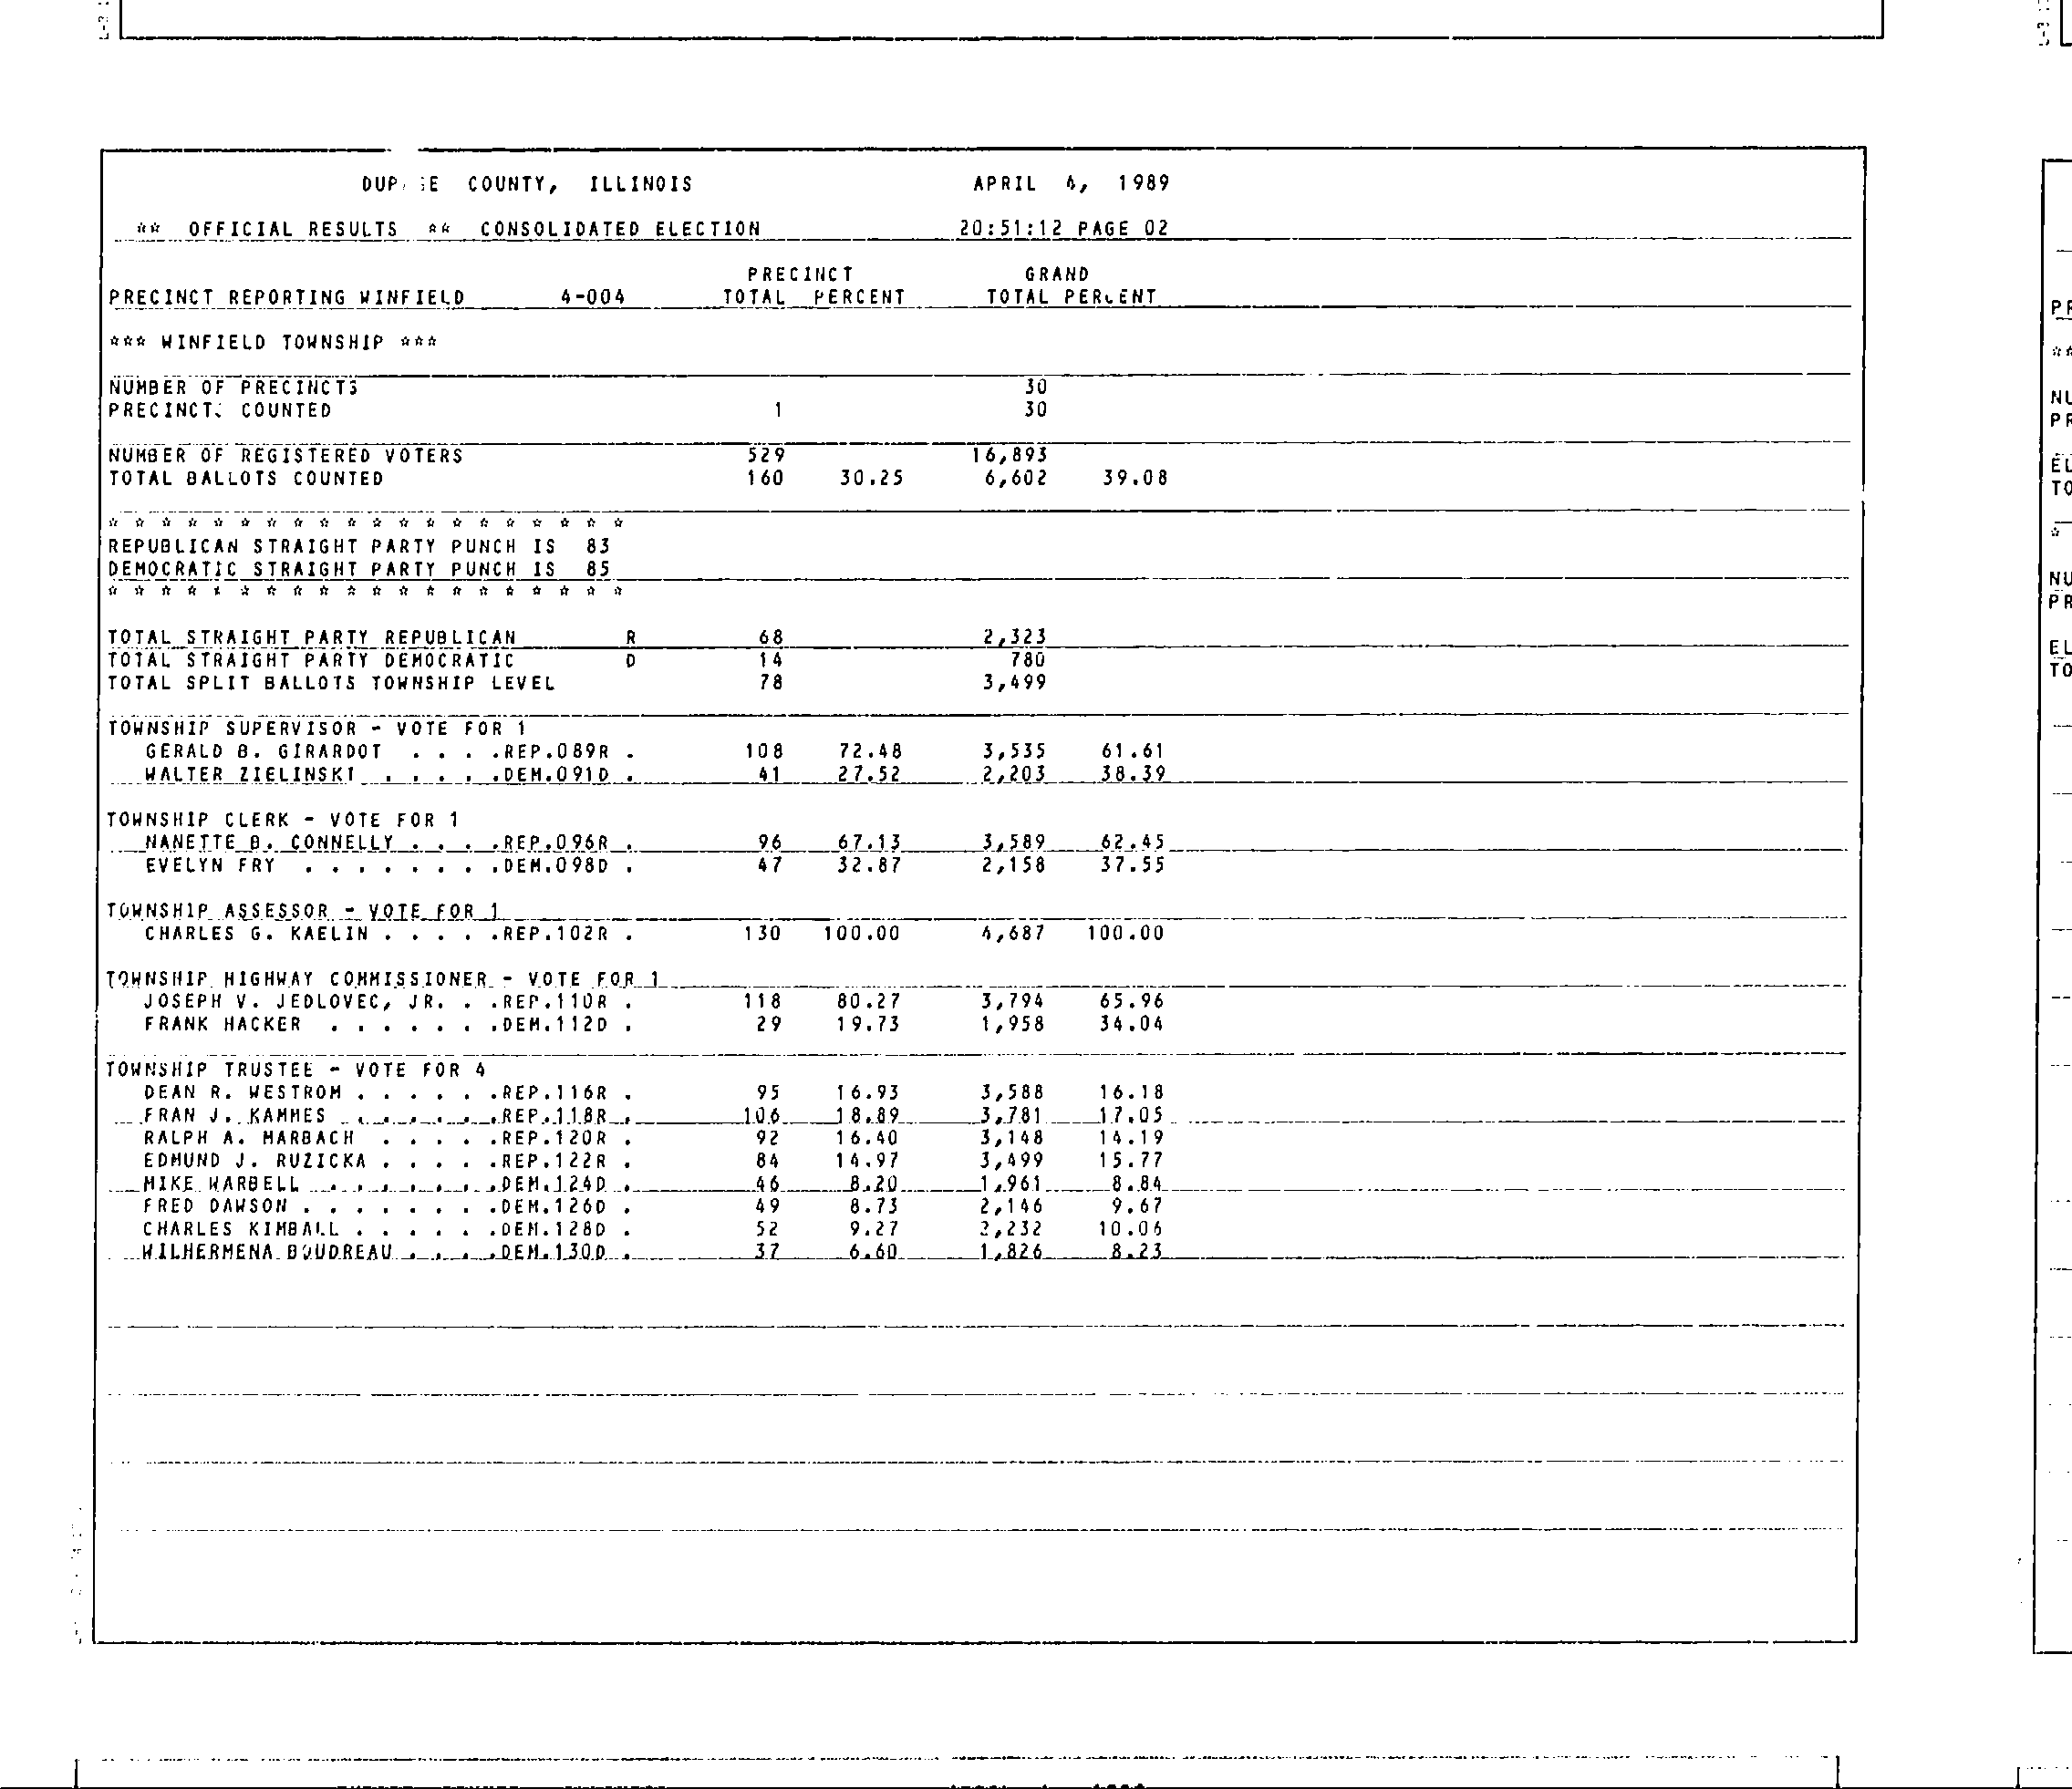 COUNTY, ILLINOIS APRIL 4, 1989
** OFFICIAL RESULTS ** CONSOLIDATED ELECTION 20:51:12 PAGE 02
PRECINCT GRAND
PRECINCT REPORTING WINFIELD 4-004 TOTAL PERCENT TOTAL PERCENT
*** WINFIELD TOWNSHIP ***
NUMBER OF PRECINCTS 30
PRECINCTS COUNTED 1 30
NUMBER OF REGISTERED VOTERS 529 16,893
TOTAL BALLOTS COUNTED 160 30.25 6,602 39.08
* * * * * * * * * * * * * * * * * * * *
REPUBLICAN STRAIGHT PARTY PUNCH IS 83
DEMOCRATIC STRAIGHT PARTY PUNCH IS 85
* * * * * * * * * * * * * * * * * * * *
TOTAL STRAIGHT PARTY REPUBLICAN R 68 2,323
TOTAL STRAIGHT PARTY DEMOCRATIC D 14 780
TOTAL SPLIT BALLOTS TOWNSHIP LEVEL 78 3,499
TOWNSHIP SUPERVISOR - VOTE FOR 1
GERALD B. GIRARDOT . . . .REP.089R . 108 72.48 3,535 61.61
WALTER ZIELINSKI . . . . .DEM.091D . 41 27.52 2,203 38.39
TOWNSHIP CLERK - VOTE FOR 1
NANETTE B. CONNELLY . . . .REP.096R . 96 67.13 3,589 62.45
EVELYN FRY . . . . . . . .DEM.098D . 47 32.87 2,158 37.55
TOWNSHIP ASSESSOR - VOTE FOR 1
CHARLES G. KAELIN . . . . .REP.102R . 130 100.00 4,687 100.00
TOWNSHIP HIGHWAY COMMISSIONER - VOTE FOR 1
JOSEPH V. JEDLOVEC, JR. . .REP.110R . 118 80.27 3,794 65.96
FRANK HACKER . . . . . . .DEM.112D . 29 19.73 1,958 34.04
TOWNSHIP TRUSTEE - VOTE FOR 4
DEAN R. WESTROM . . . . . .REP.116R . 95 16.93 3,588 16.18
FRAN J. KAMMES . . . . . .REP.118R . 106 18.89 3,781 17.05
RALPH A. MARBACH . . . . .REP.120R . 92 16.40 3,148 14.19
EDMUND J. RUZICKA . . . . .REP.122R . 84 14.97 3,499 15.77
MIKE WARBELL . . . . . . .DEM.124D . 46 8.20 1,961 8.84
FRED DAWSON . . . . . . . .DEM.126D . 49 8.73 2,146 9.67
CHARLES KIMBALL . . . . . .DEM.128D . 52 9.27 2,232 10.06
WILHERMENA BOUDREAU . . . .DEM.130D . 37 6.60 1,826 8.23